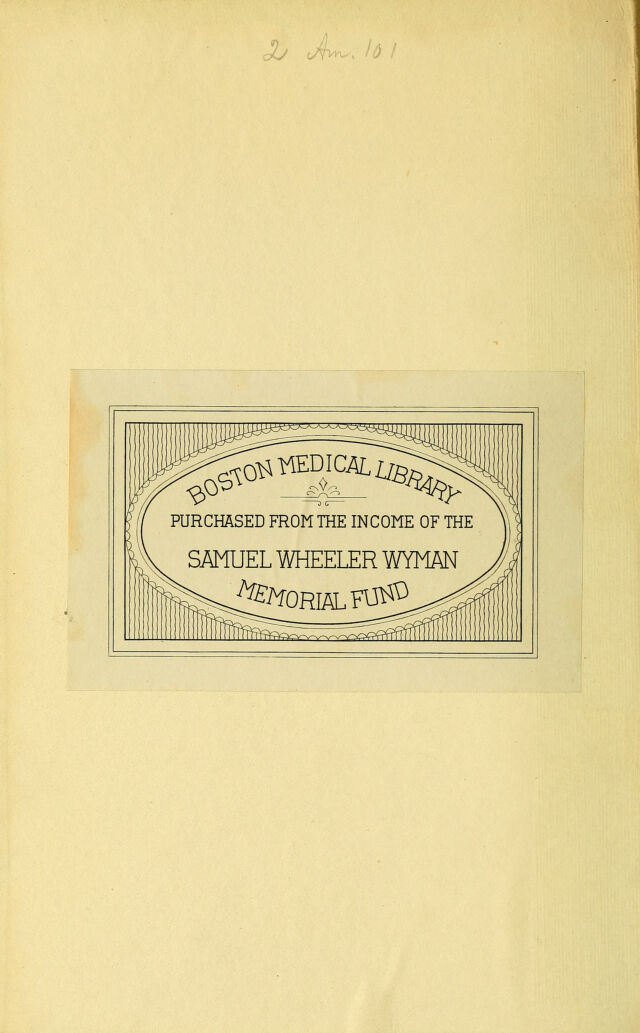 2 Am. 101
BOSTON MEDICAL LIBRARY
PURCHASED FROM THE INCOME OF THE
SAMUEL WHEELER WYMAN
MEMORIAL FUND